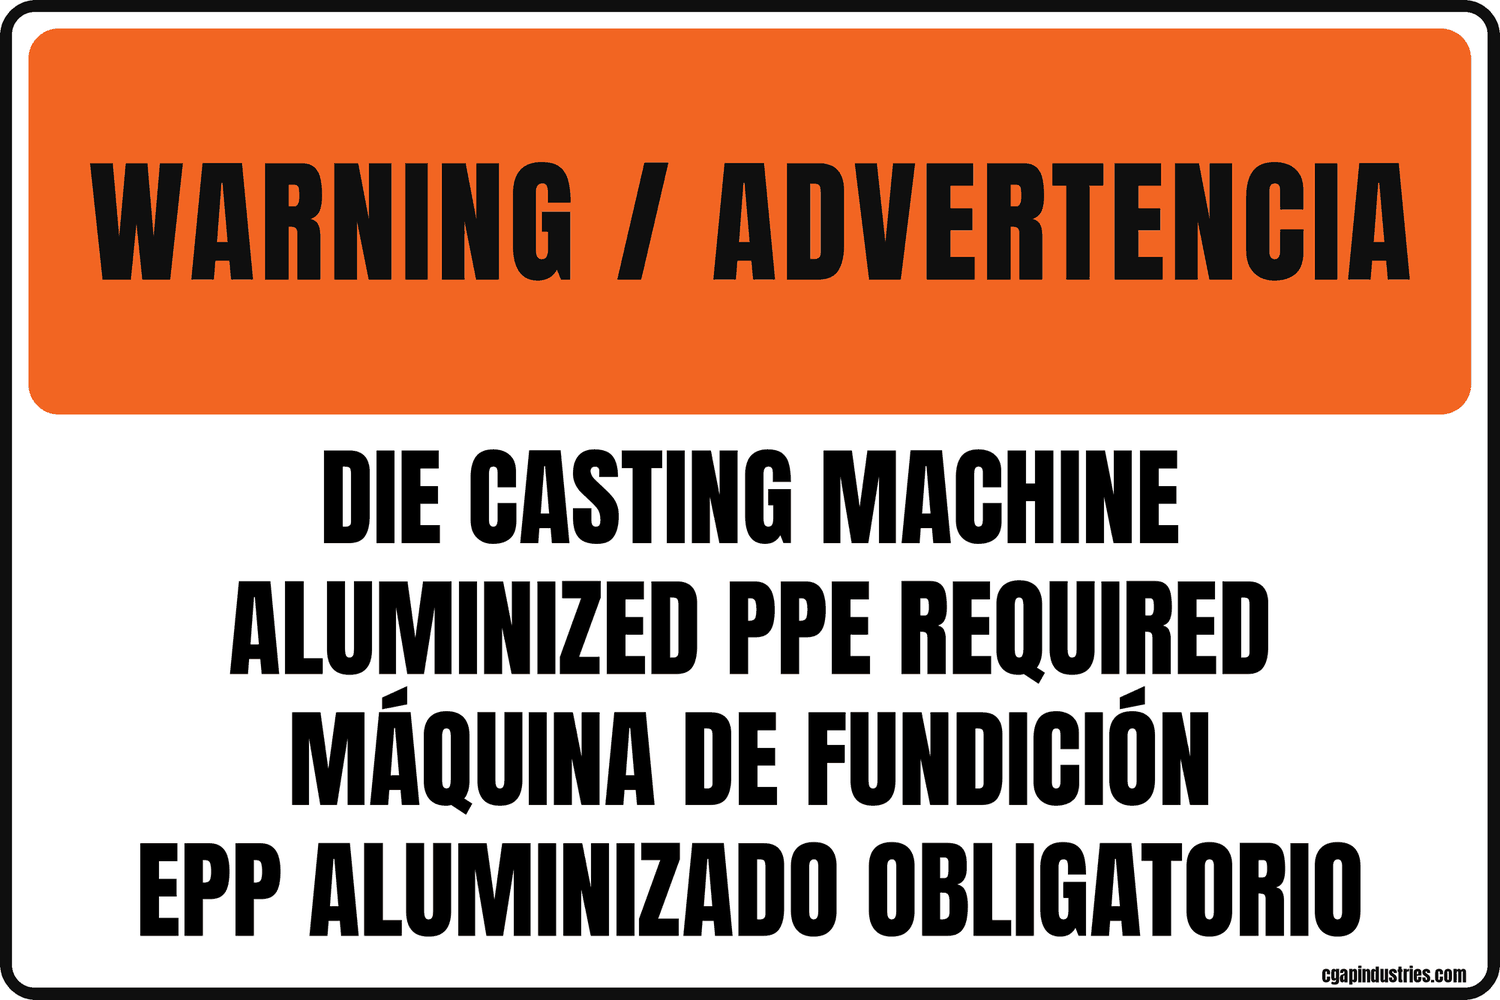 WARNING / ADVERTENCIA
DIE CASTING MACHINE
ALUMINIZED PPE REQUIRED
MÁQUINA DE FUNDICIÓN
EPP ALUMINIZADO OBLIGATORIO
cgapindustries.com